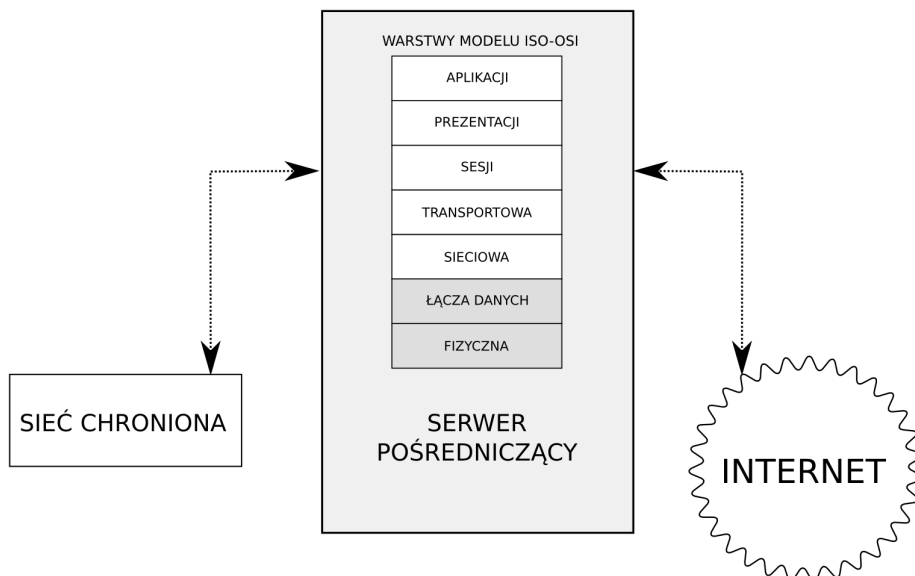 WARSTWY MODELU ISO-OSI
APLIKACJI
PREZENTACJI
SESJI
TRANSPORTOWA
SIECIOWA
ŁĄCZA DANYCH
FIZYCZNA
SERWER
POŚREDNICZĄCY
SIEĆ CHRONIONA
INTERNET